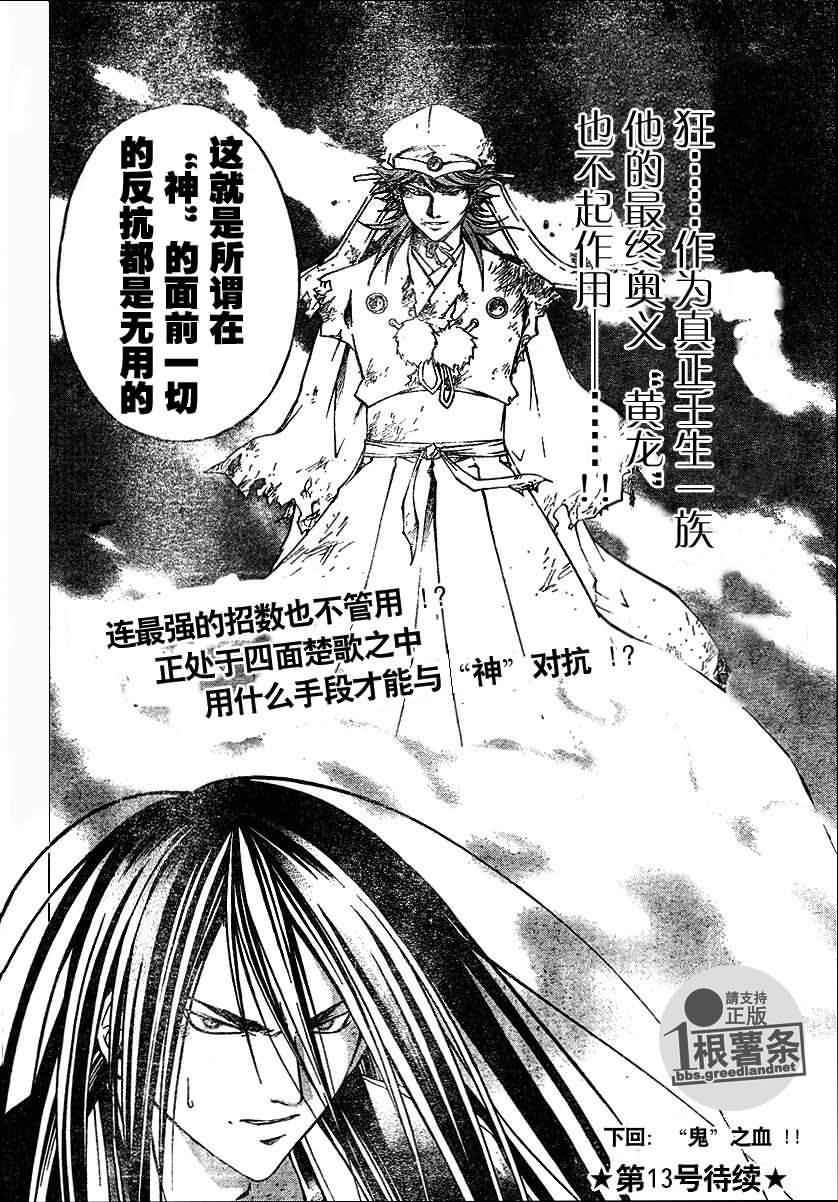 狂……作为真正壬生一族
他的最终奥义“黄龙”
也不起作用——………!!
这就是所谓在
“神”的面前一切
的反抗都是无用的
连最强的招数也不管用!?
正处于四面楚歌之中
用什么手段才能与“神”对抗!?
請支持
正版
1根薯条
bbs.greedland.net
下回：“鬼”之血!!
★第13号待续★